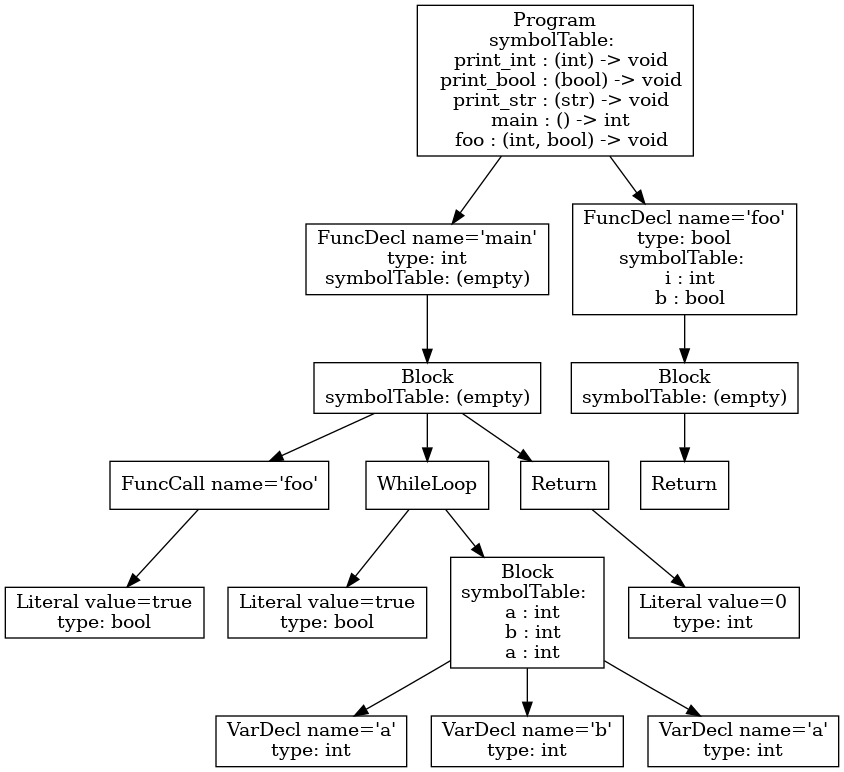 Program
symbolTable:
print_int : (int) -> void
print_bool : (bool) -> void
print_str : (str) -> void
main : () -> int
foo : (int, bool) -> void
FuncDecl name='main'
type: int
symbolTable: (empty)
FuncDecl name='foo'
type: bool
symbolTable:
i : int
b : bool
Block
symbolTable: (empty)
Block
symbolTable: (empty)
FuncCall name='foo'
WhileLoop
Return
Return
Literal value=true
type: bool
Literal value=true
type: bool
Block
symbolTable:
a : int
b : int
a : int
Literal value=0
type: int
VarDecl name='a'
type: int
VarDecl name='b'
type: int
VarDecl name='a'
type: int